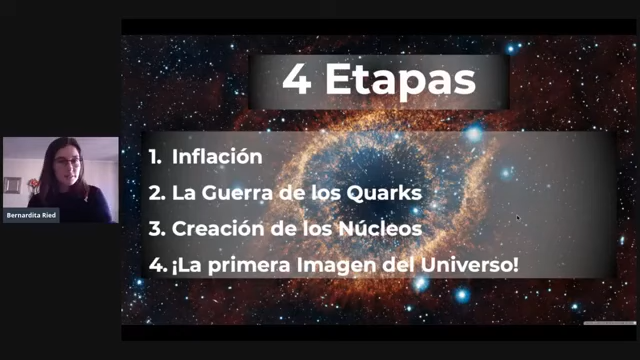 4 Etapas
1. Inflación
2. La Guerra de los Quarks
3. Creación de los Núcleos
4. ¡La primera Imagen del Universo!
Bernardita Ried